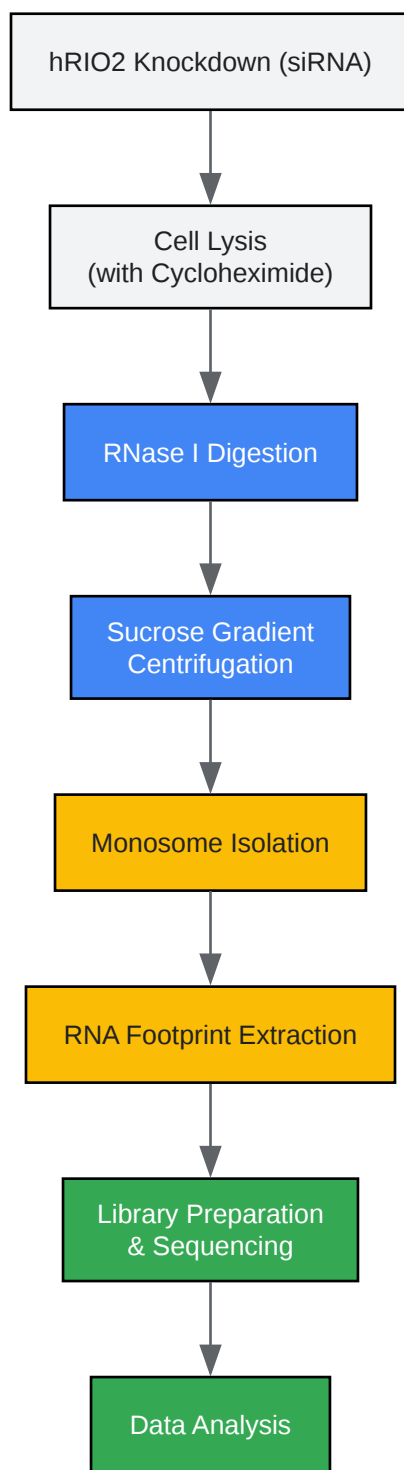 hRIO2 Knockdown (siRNA)
Cell Lysis
(with Cycloheximide)
RNase I Digestion
Sucrose Gradient
Centrifugation
Monosome Isolation
RNA Footprint Extraction
Library Preparation
& Sequencing
Data Analysis